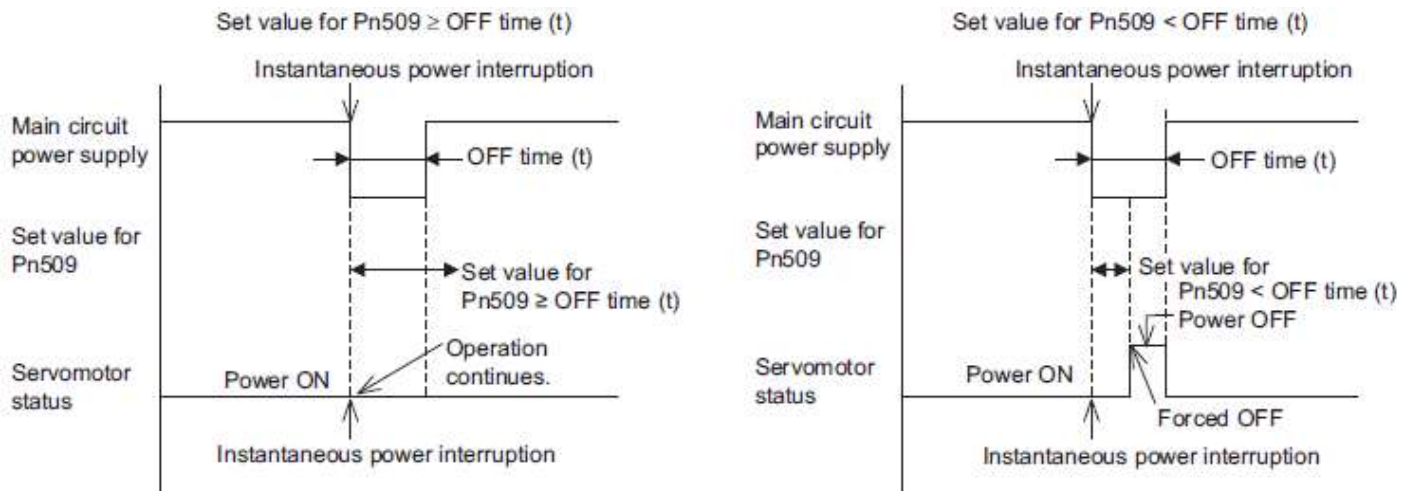 Set value for Pn509 ≥ OFF time (t)
Instantaneous power interruption
Main circuit
power supply
OFF time (t)
Set value for
Pn509
Set value for
Pn509 ≥ OFF time (t)
Operation
continues.
Servomotor
status
Power ON
Instantaneous power interruption
Set value for Pn509 < OFF time (t)
Instantaneous power interruption
Main circuit
power supply
OFF time (t)
Set value for
Pn509
Set value for
Pn509 < OFF time (t)
Power OFF
Servomotor
status
Power ON
Forced OFF
Instantaneous power interruption